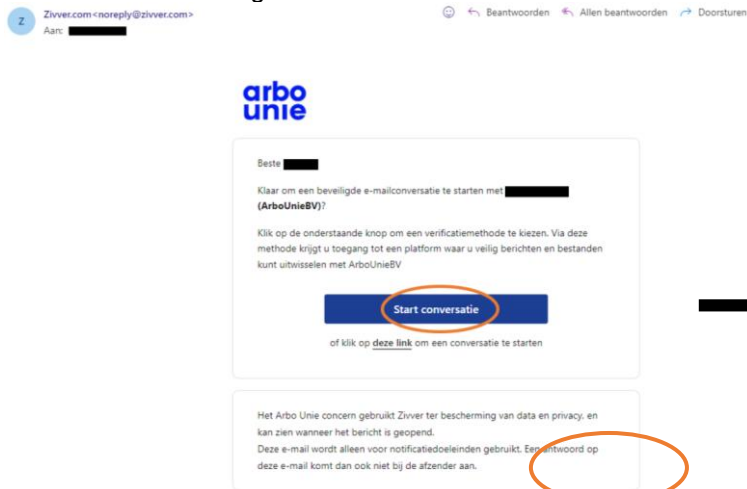 Z
Zivver.com<noreply@zivver.com>
Aan:
Beantwoorden Allen beantwoorden Doorsturen
arbo
unie
Beste
Klaar om een beveiligde e-mailconversatie te starten met
(ArboUnieBV)?
Klik op de onderstaande knop om een verificatiemethode te kiezen. Via deze
methode krijgt u toegang tot een platform waar u veilig berichten en bestanden
kunt uitwisselen met ArboUnieBV
Start conversatie
of klik op deze link om een conversatie te starten
Het Arbo Unie concern gebruikt Zivver ter bescherming van data en privacy. en
kan zien wanneer het bericht is geopend.
Deze e-mail wordt alleen voor notificatiedoeleinden gebruikt. Een antwoord op
deze e-mail komt dan ook niet bij de afzender aan.